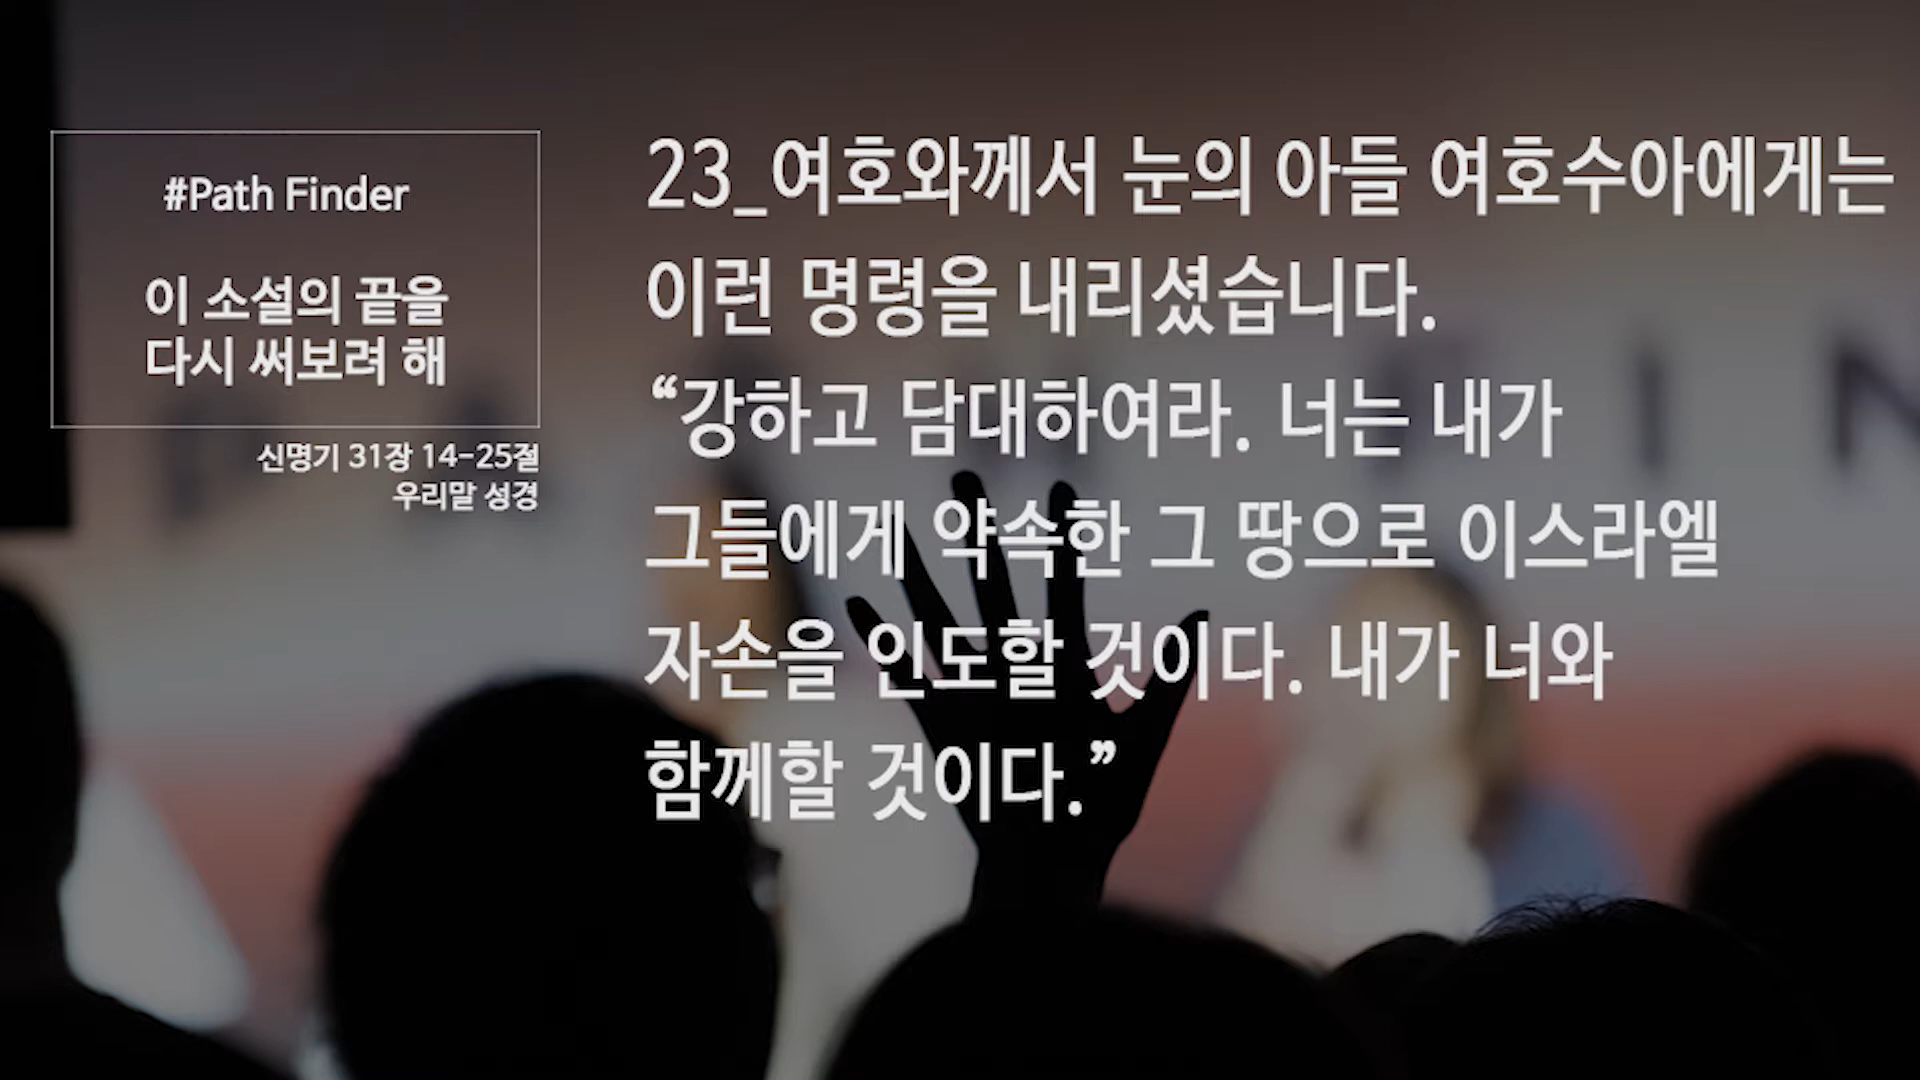 #Path Finder
이 소설의 끝을
다시 써보려 해
신명기 31장 14-25절
우리말 성경
23_여호와께서 눈의 아들 여호수아에게는
이런 명령을 내리셨습니다.
“강하고 담대하여라. 너는 내가
그들에게 약속한 그 땅으로 이스라엘
자손을 인도할 것이다. 내가 너와
함께할 것이다.”